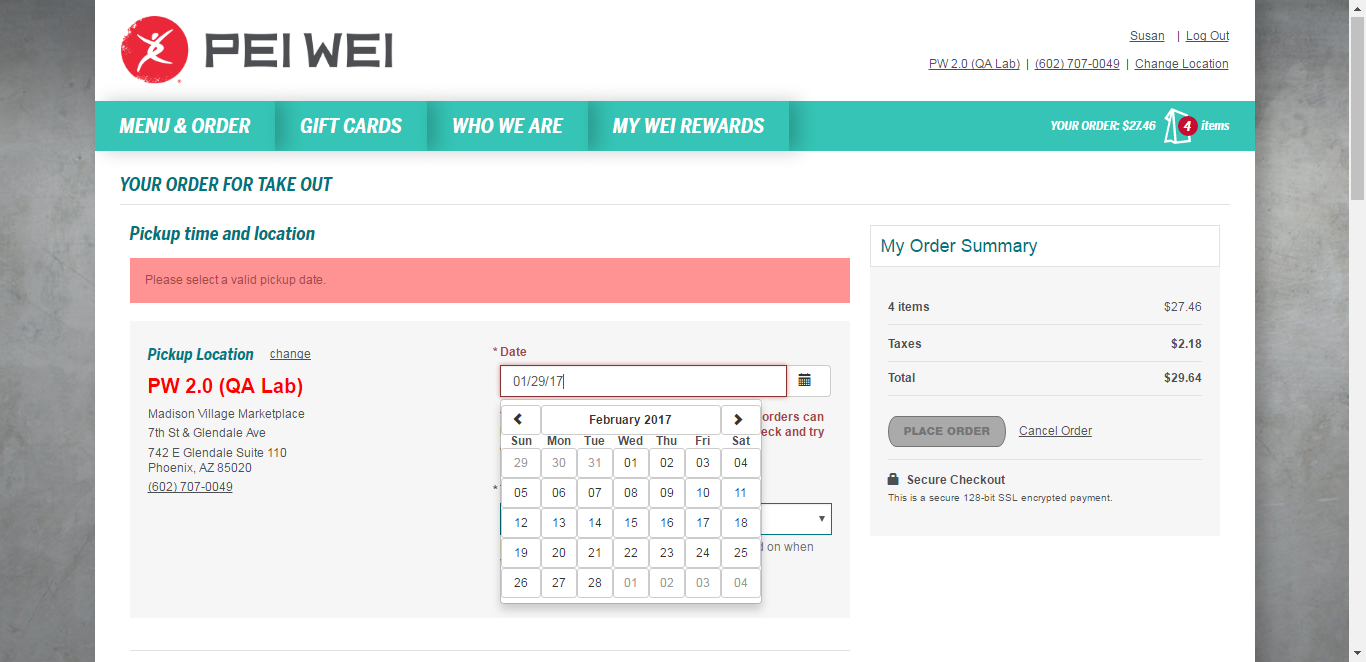 PEI WEI
Susan | Log Out
PW 2.0 (QA Lab) | (602) 707-0049 | Change Location
MENU & ORDER GIFT CARDS WHO WE ARE MY WEI REWARDS YOUR ORDER: $27.46 4 items
YOUR ORDER FOR TAKE OUT
Pickup time and location
Please select a valid pickup date.
Pickup Location change
PW 2.0 (QA Lab)
Madison Village Marketplace
7th St & Glendale Ave
742 E Glendale Suite 110
Phoenix, AZ 85020
(602) 707-0049
* Date
01/29/17
orders can
eck and try
February 2017
Sun Mon Tue Wed Thu Fri Sat
29 30 31 01 02 03 04
05 06 07 08 09 10 11
12 13 14 15 16 17 18
19 20 21 22 23 24 25
26 27 28 01 02 03 04
*
on when
My Order Summary
4 items $27.46
Taxes $2.18
Total $29.64
PLACE ORDER Cancel Order
Secure Checkout
This is a secure 128-bit SSL encrypted payment.